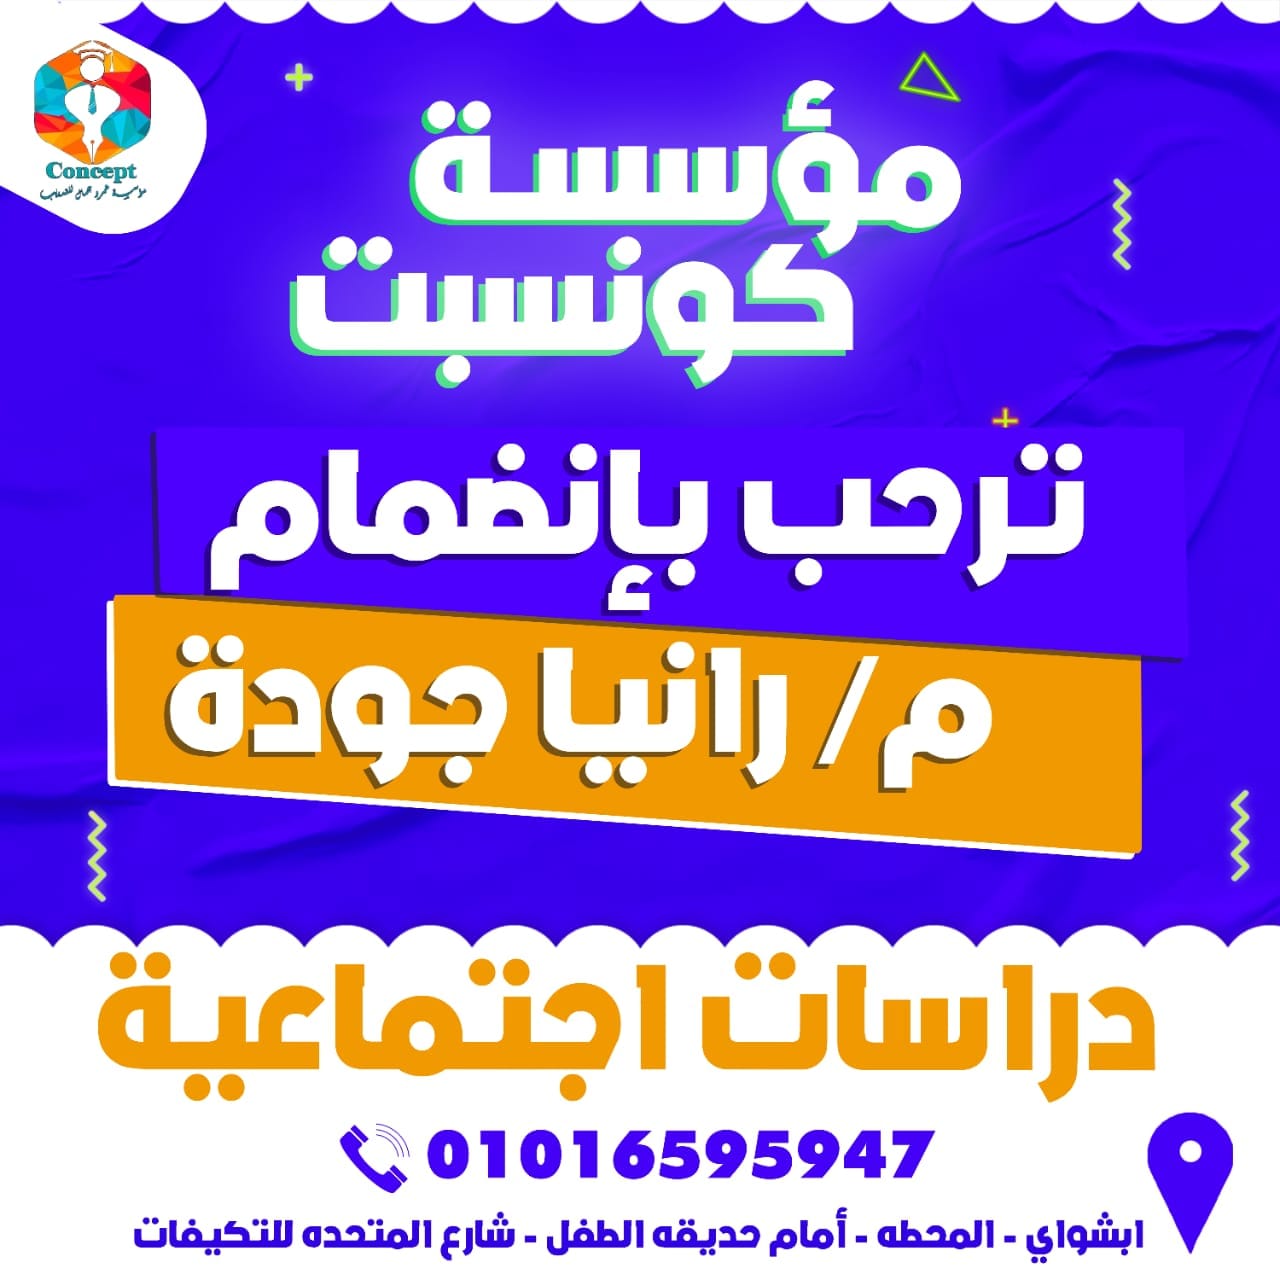 Concept
مؤسسة
كونسبت
ترحب بإنضمام
م/ رانيا جودة
دراسات اجتماعية
01016595947
ابشواي - المحطه - أمام حديقه الطفل - شارع المتحده للتكيفات